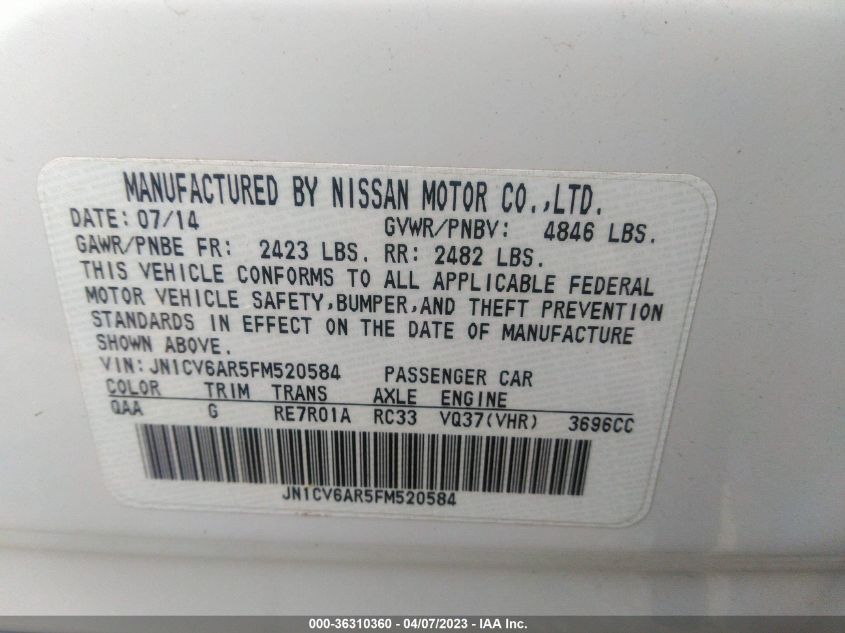 MANUFACTURED BY NISSAN MOTOR CO.,LTD.
DATE: 07/14 GVWR/PNBV: 4846 LBS.
GAWR/PNBE FR: 2423 LBS. RR: 2482 LBS.
THIS VEHICLE CONFORMS TO ALL APPLICABLE FEDERAL
MOTOR VEHICLE SAFETY,BUMPER,AND THEFT PREVENTION
STANDARDS IN EFFECT ON THE DATE OF MANUFACTURE
SHOWN ABOVE.
VIN: JN1CV6AR5FM520584 PASSENGER CAR
COLOR TRIM TRANS AXLE ENGINE
QAA G RE7R01A RC33 VQ37(VHR) 3696CC
JN1CV6AR5FM520584
000-36310360 - 04/07/2023 - IAA Inc.